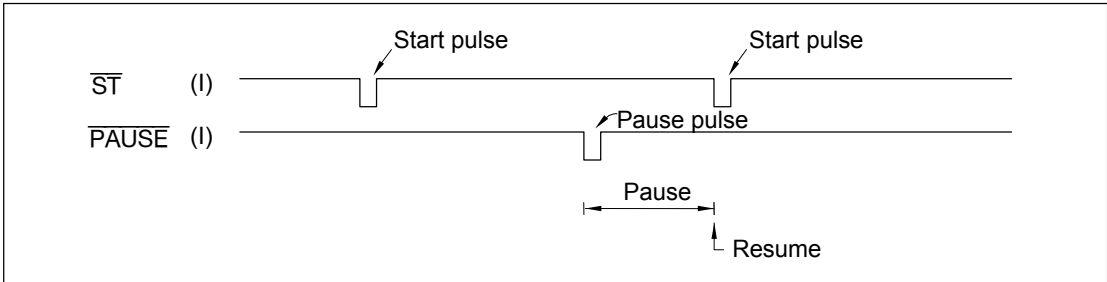 Start pulse Start pulse
ST (I)
PAUSE (I) Pause pulse
Pause
Resume